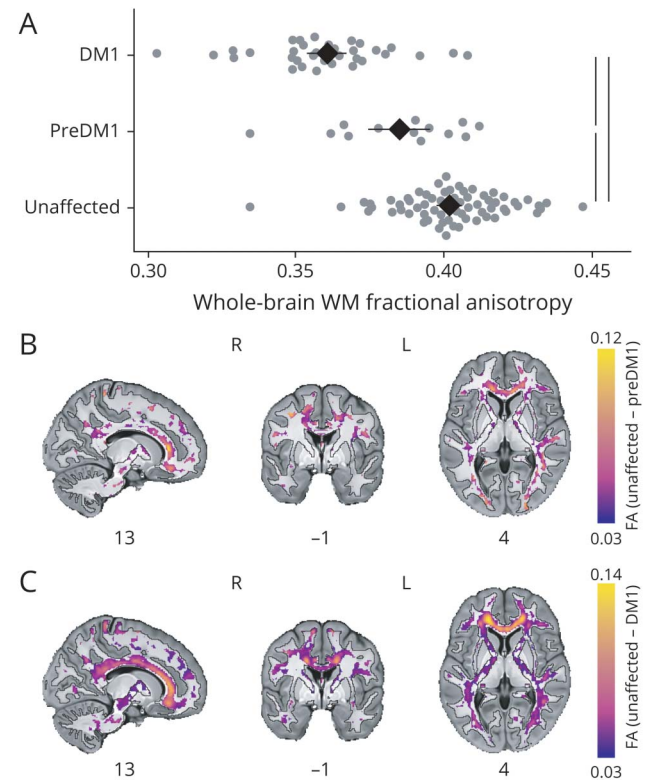 A
DM1
PreDM1
Unaffected
0.30 0.35 0.40 0.45
Whole-brain WM fractional anisotropy
B
R L
13 –1 4
0.12
FA (unaffected – preDM1)
0.03
C
R L
13 –1 4
0.14
FA (unaffected – DM1)
0.03